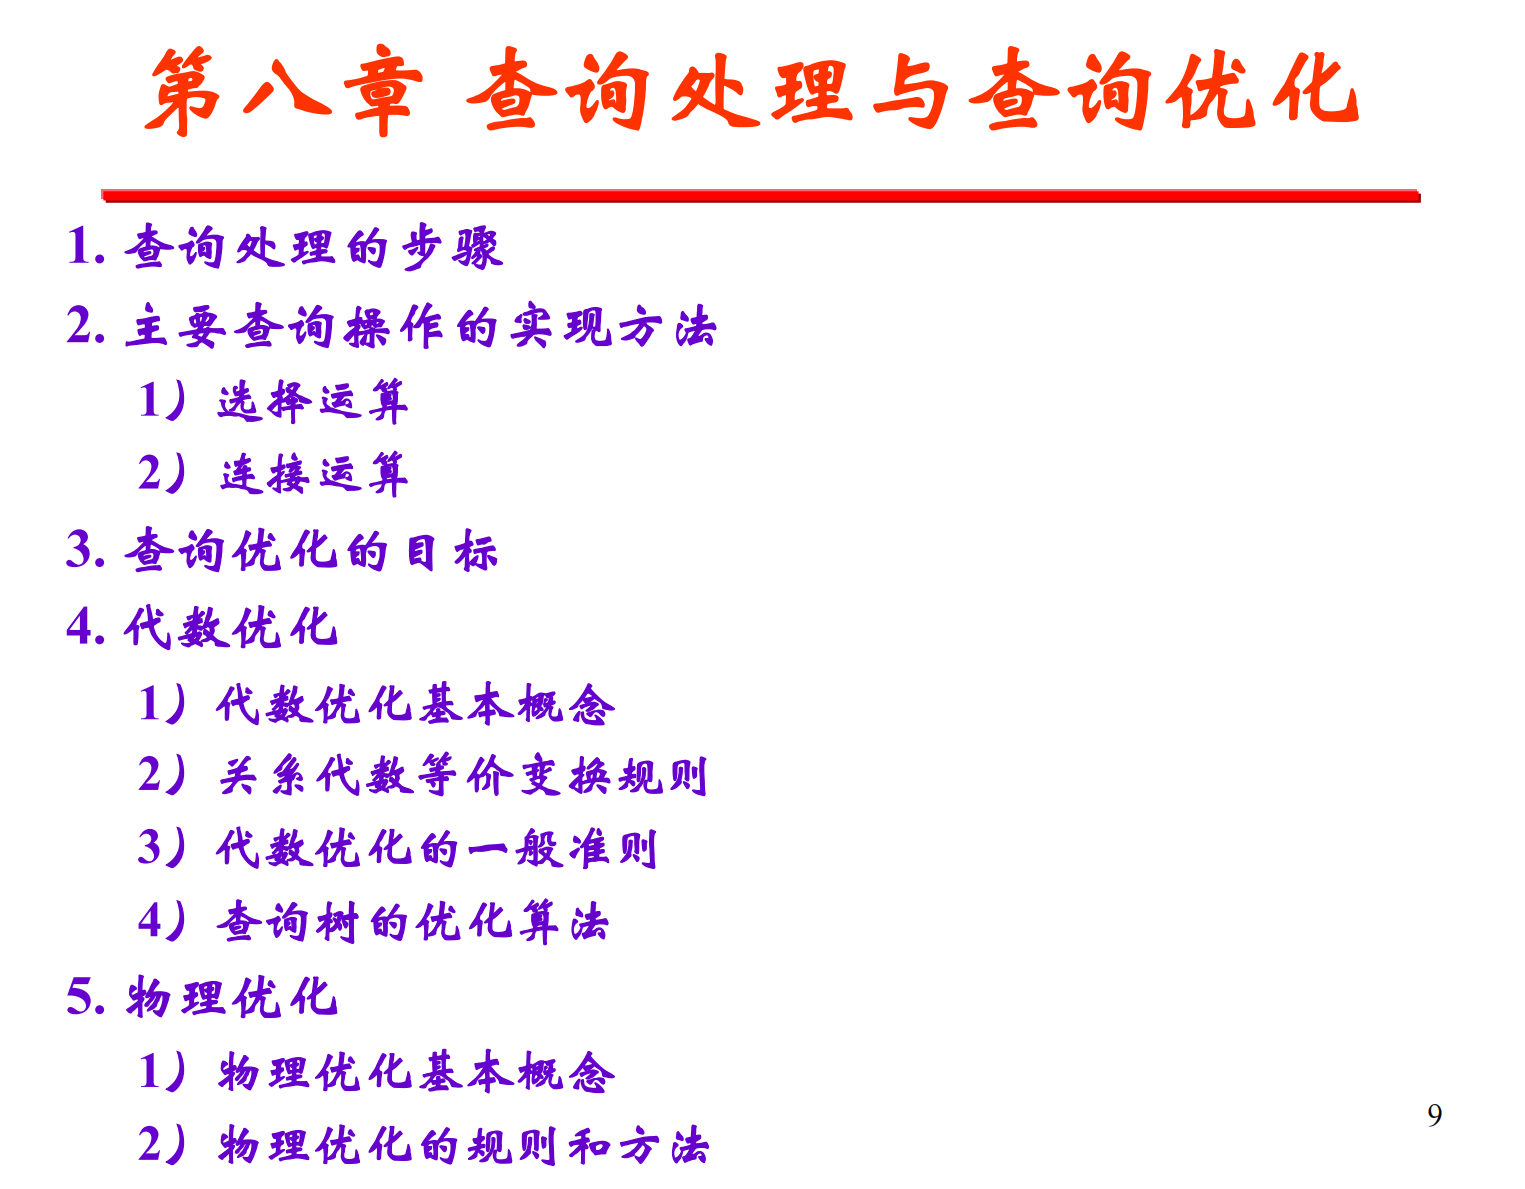 第八章 查询处理与查询优化
1. 查询处理的步骤
2. 主要查询操作的实现方法
1）选择运算
2）连接运算
3. 查询优化的目标
4. 代数优化
1）代数优化基本概念
2）关系代数等价变换规则
3）代数优化的一般准则
4）查询树的优化算法
5. 物理优化
1）物理优化基本概念
2）物理优化的规则和方法
9